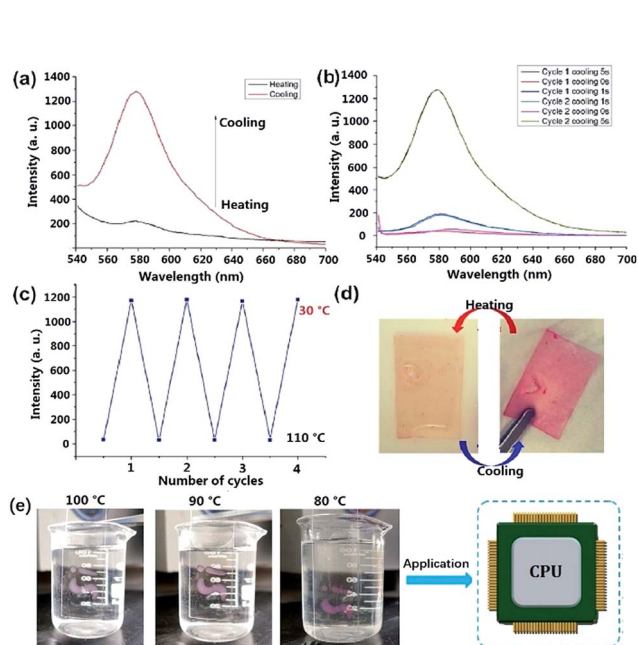 (a)
1400
1200
1000
800
600
400
200
Intensity (a. u.)
Heating
Cooling
Cooling
Heating
540 560 580 600 620 640 660 680 700
Wavelength (nm)
(b)
1400
1200
1000
800
600
400
200
0
Intensity (a. u.)
Cycle 1 cooling 5s
Cycle 1 cooling 0s
Cycle 1 cooling 1s
Cycle 2 cooling 1s
Cycle 2 cooling 0s
Cycle 2 cooling 5s
540 560 580 600 620 640 660 680 700
Wavelength (nm)
(c)
1200
1000
800
600
400
200
0
Intensity (a. u.)
30 °C
110 °C
1 2 3 4
Number of cycles
(d)
Heating
Cooling
(e)
100 °C
90 °C
80 °C
Application
CPU